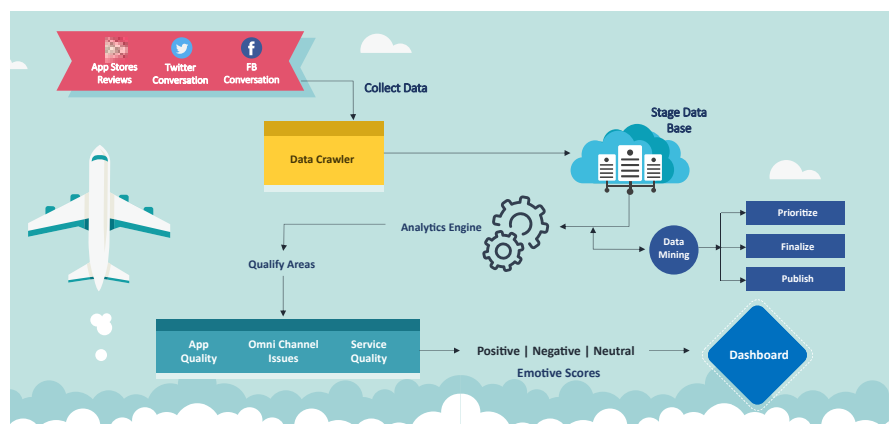 App Stores
Reviews
Twitter
Conversation
FB
Conversation
Collect Data
Data Crawler
Stage Data
Base
Analytics Engine
Data
Mining
Prioritize
Finalize
Publish
Qualify Areas
App
Quality
Omni Channel
Issues
Service
Quality
Positive | Negative | Neutral
Emotive Scores
Dashboard